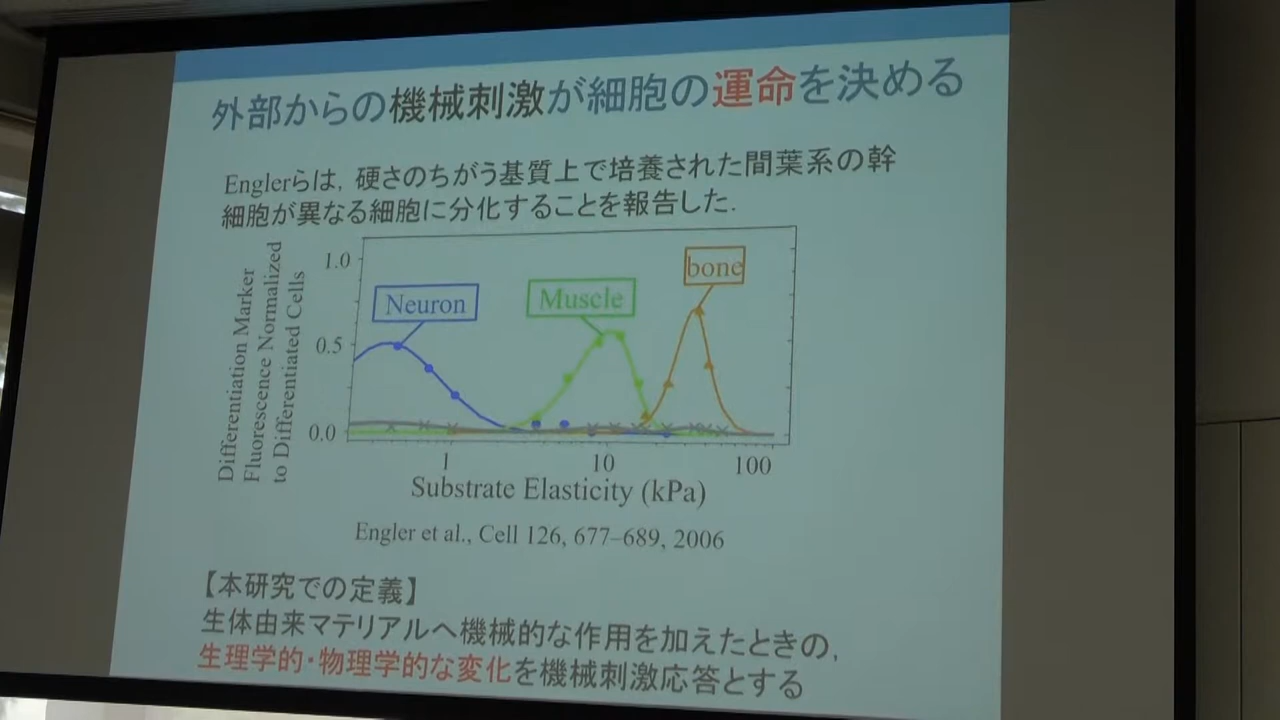 外部からの機械刺激が細胞の運命を決める
Englerらは, 硬さのちがう基質上で培養された間葉系の幹
細胞が異なる細胞に分化することを報告した.
Differentiation Marker
Fluorescence Normalized
to Differentiated Cells
1.0
0.5
0.0
Neuron
Muscle
bone
1
10
100
Substrate Elasticity (kPa)
Engler et al., Cell 126, 677–689, 2006
【本研究での定義】
生体由来マテリアルへ機械的な作用を加えたときの,
生理学的・物理学的な変化を機械刺激応答とする